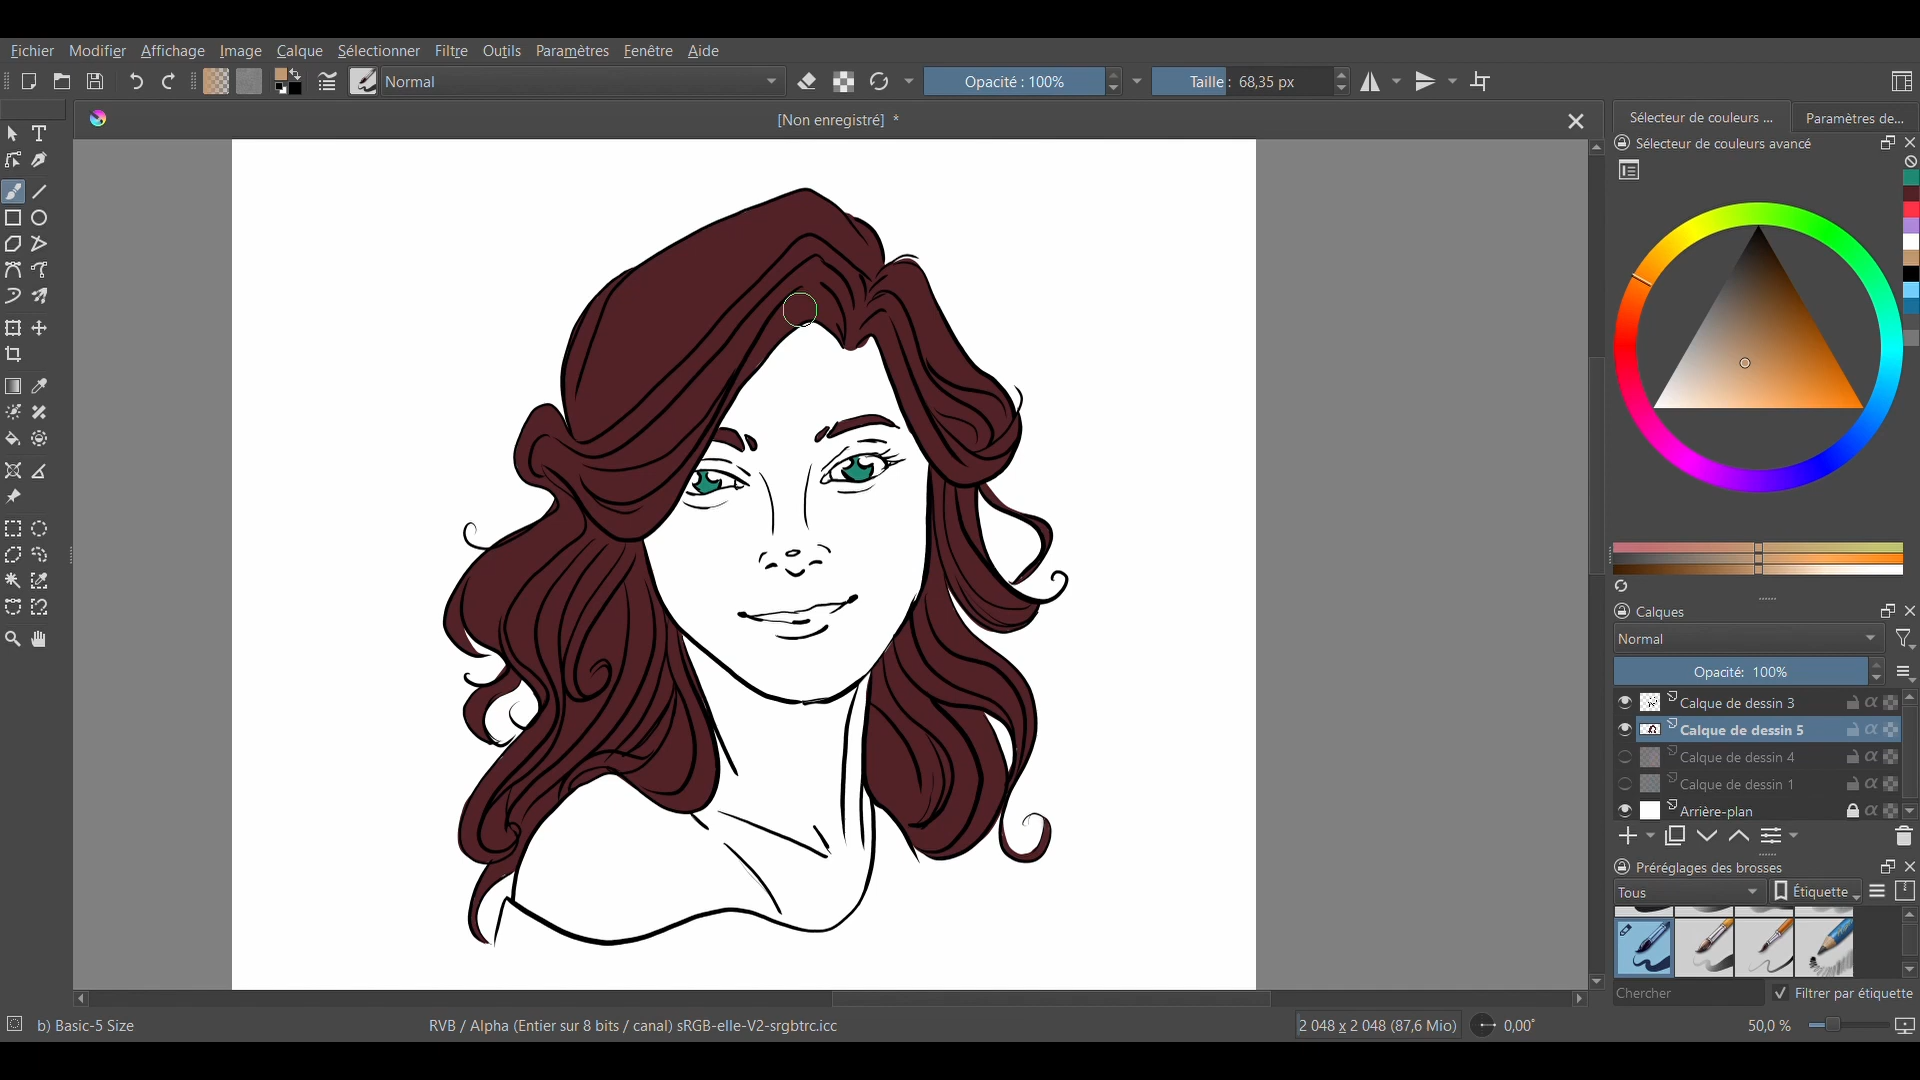 Fichier Modifier Affichage Image Calque Sélectionner Filtre Outils Paramètres Fenêtre Aide
Normal Opacité : 100% Taille : 68,35 px
[Non enregistré] * Sélecteur de couleurs ... Paramètres de...
Sélecteur de couleurs avancé
Calques
Normal
Opacité: 100%
Calque de dessin 3
Calque de dessin 5
Calque de dessin 4
Calque de dessin 1
Arrière-plan
Préréglages des brosses
Tous Étiquette
Chercher Filtrer par étiquette
b) Basic-5 Size RVB / Alpha (Entier sur 8 bits / canal) sRGB-elle-V2-srgbtrc.icc 2 048 x 2 048 (87,6 Mio) 0,00° 50,0 %